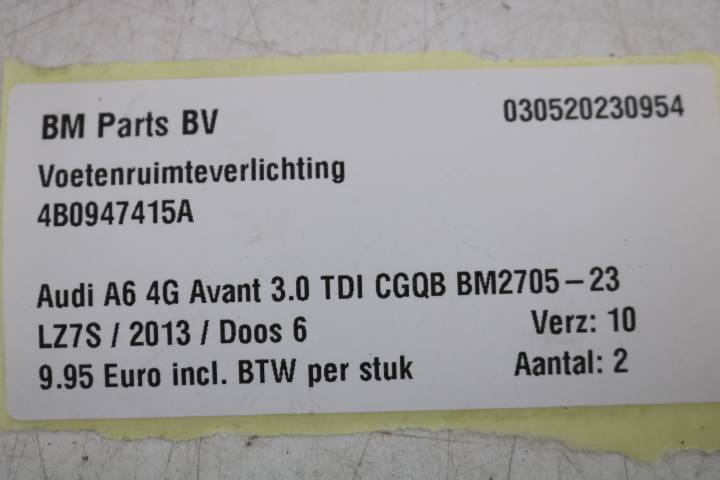 BM Parts BV 030520230954
Voetenruimteverlichting
4B0947415A
Audi A6 4G Avant 3.0 TDI CGQB BM2705-23
LZ7S / 2013 / Doos 6 Verz: 10
9.95 Euro incl. BTW per stuk Aantal: 2